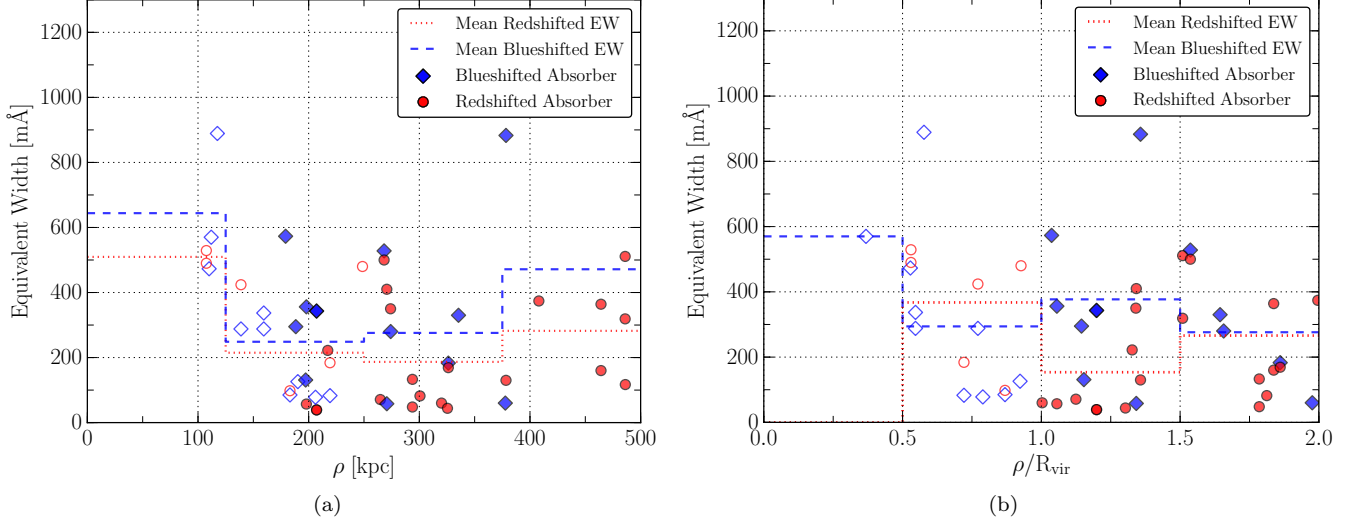 1200
1000
800
600
400
200
0
Equivalent Width [mÅ]
Mean Redshifted EW
Mean Blueshifted EW
Blueshifted Absorber
Redshifted Absorber
0 100 200 300 400 500
ρ [kpc]
(a)
1200
1000
800
600
400
200
0
Equivalent Width [mÅ]
Mean Redshifted EW
Mean Blueshifted EW
Blueshifted Absorber
Redshifted Absorber
0.0 0.5 1.0 1.5 2.0
ρ/Rvir
(b)